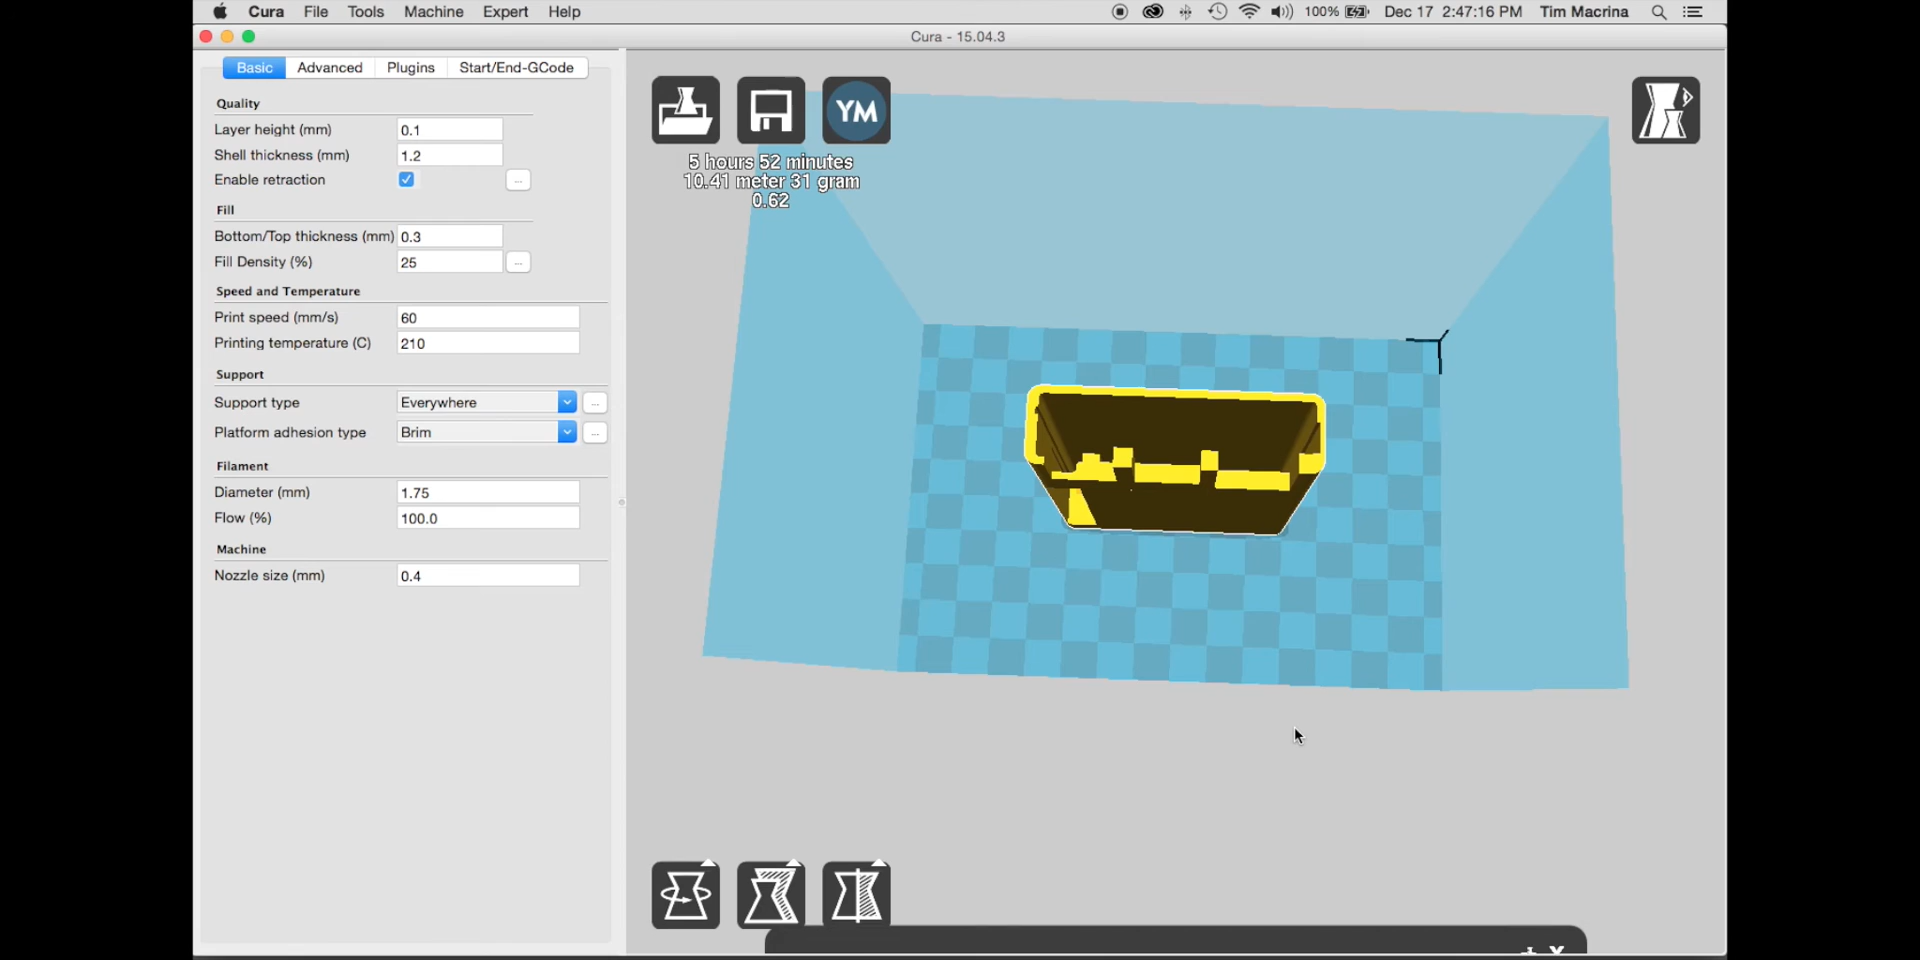 Cura File Tools Machine Expert Help 100% Dec 17 2:47:16 PM Tim Macrina
Cura - 15.04.3
Basic Advanced Plugins Start/End-GCode
Quality
Layer height (mm) 0.1
Shell thickness (mm) 1.2
Enable retraction ...
Fill
Bottom/Top thickness (mm) 0.3
Fill Density (%) 25 ...
Speed and Temperature
Print speed (mm/s) 60
Printing temperature (C) 210
Support
Support type Everywhere ...
Platform adhesion type Brim ...
Filament
Diameter (mm) 1.75
Flow (%) 100.0
Machine
Nozzle size (mm) 0.4
YM
5 hours 52 minutes
10.41 meter 31 gram
0.62